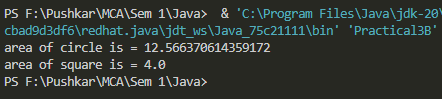 PS F:\Pushkar\MCA\Sem 1\Java>  & 'C:\Program Files\Java\jdk-20\
cbad9d3df6\redhat.java\jdt_ws\Java_75c21111\bin' 'Practical3B'
area of circle is = 12.566370614359172
area of square is = 4.0
PS F:\Pushkar\MCA\Sem 1\Java>